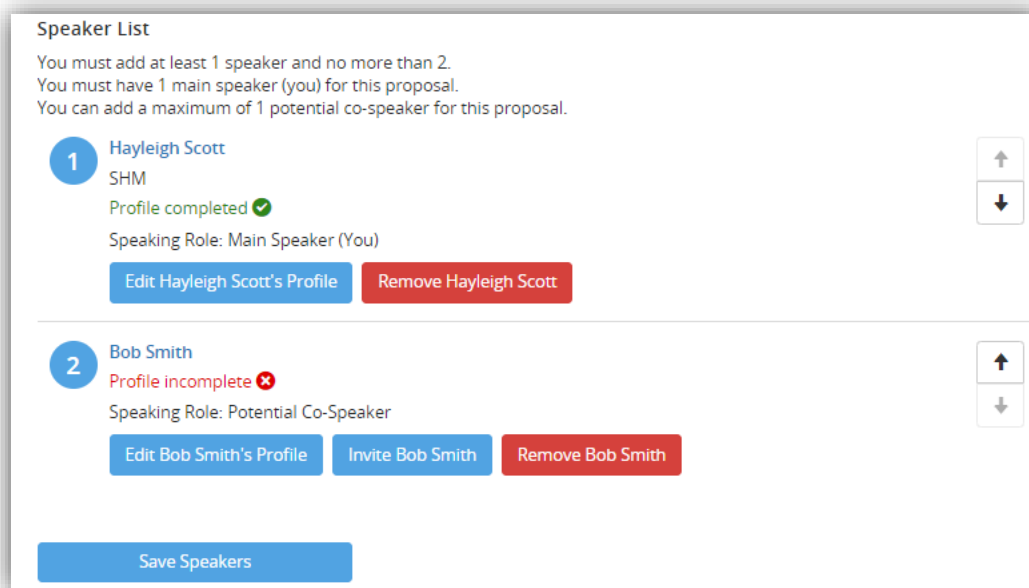 Speaker List
You must add at least 1 speaker and no more than 2.
You must have 1 main speaker (you) for this proposal.
You can add a maximum of 1 potential co-speaker for this proposal.
1
Hayleigh Scott
SHM
Profile completed
Speaking Role: Main Speaker (You)
Edit Hayleigh Scott's Profile Remove Hayleigh Scott
2
Bob Smith
Profile incomplete
Speaking Role: Potential Co-Speaker
Edit Bob Smith's Profile Invite Bob Smith Remove Bob Smith
Save Speakers